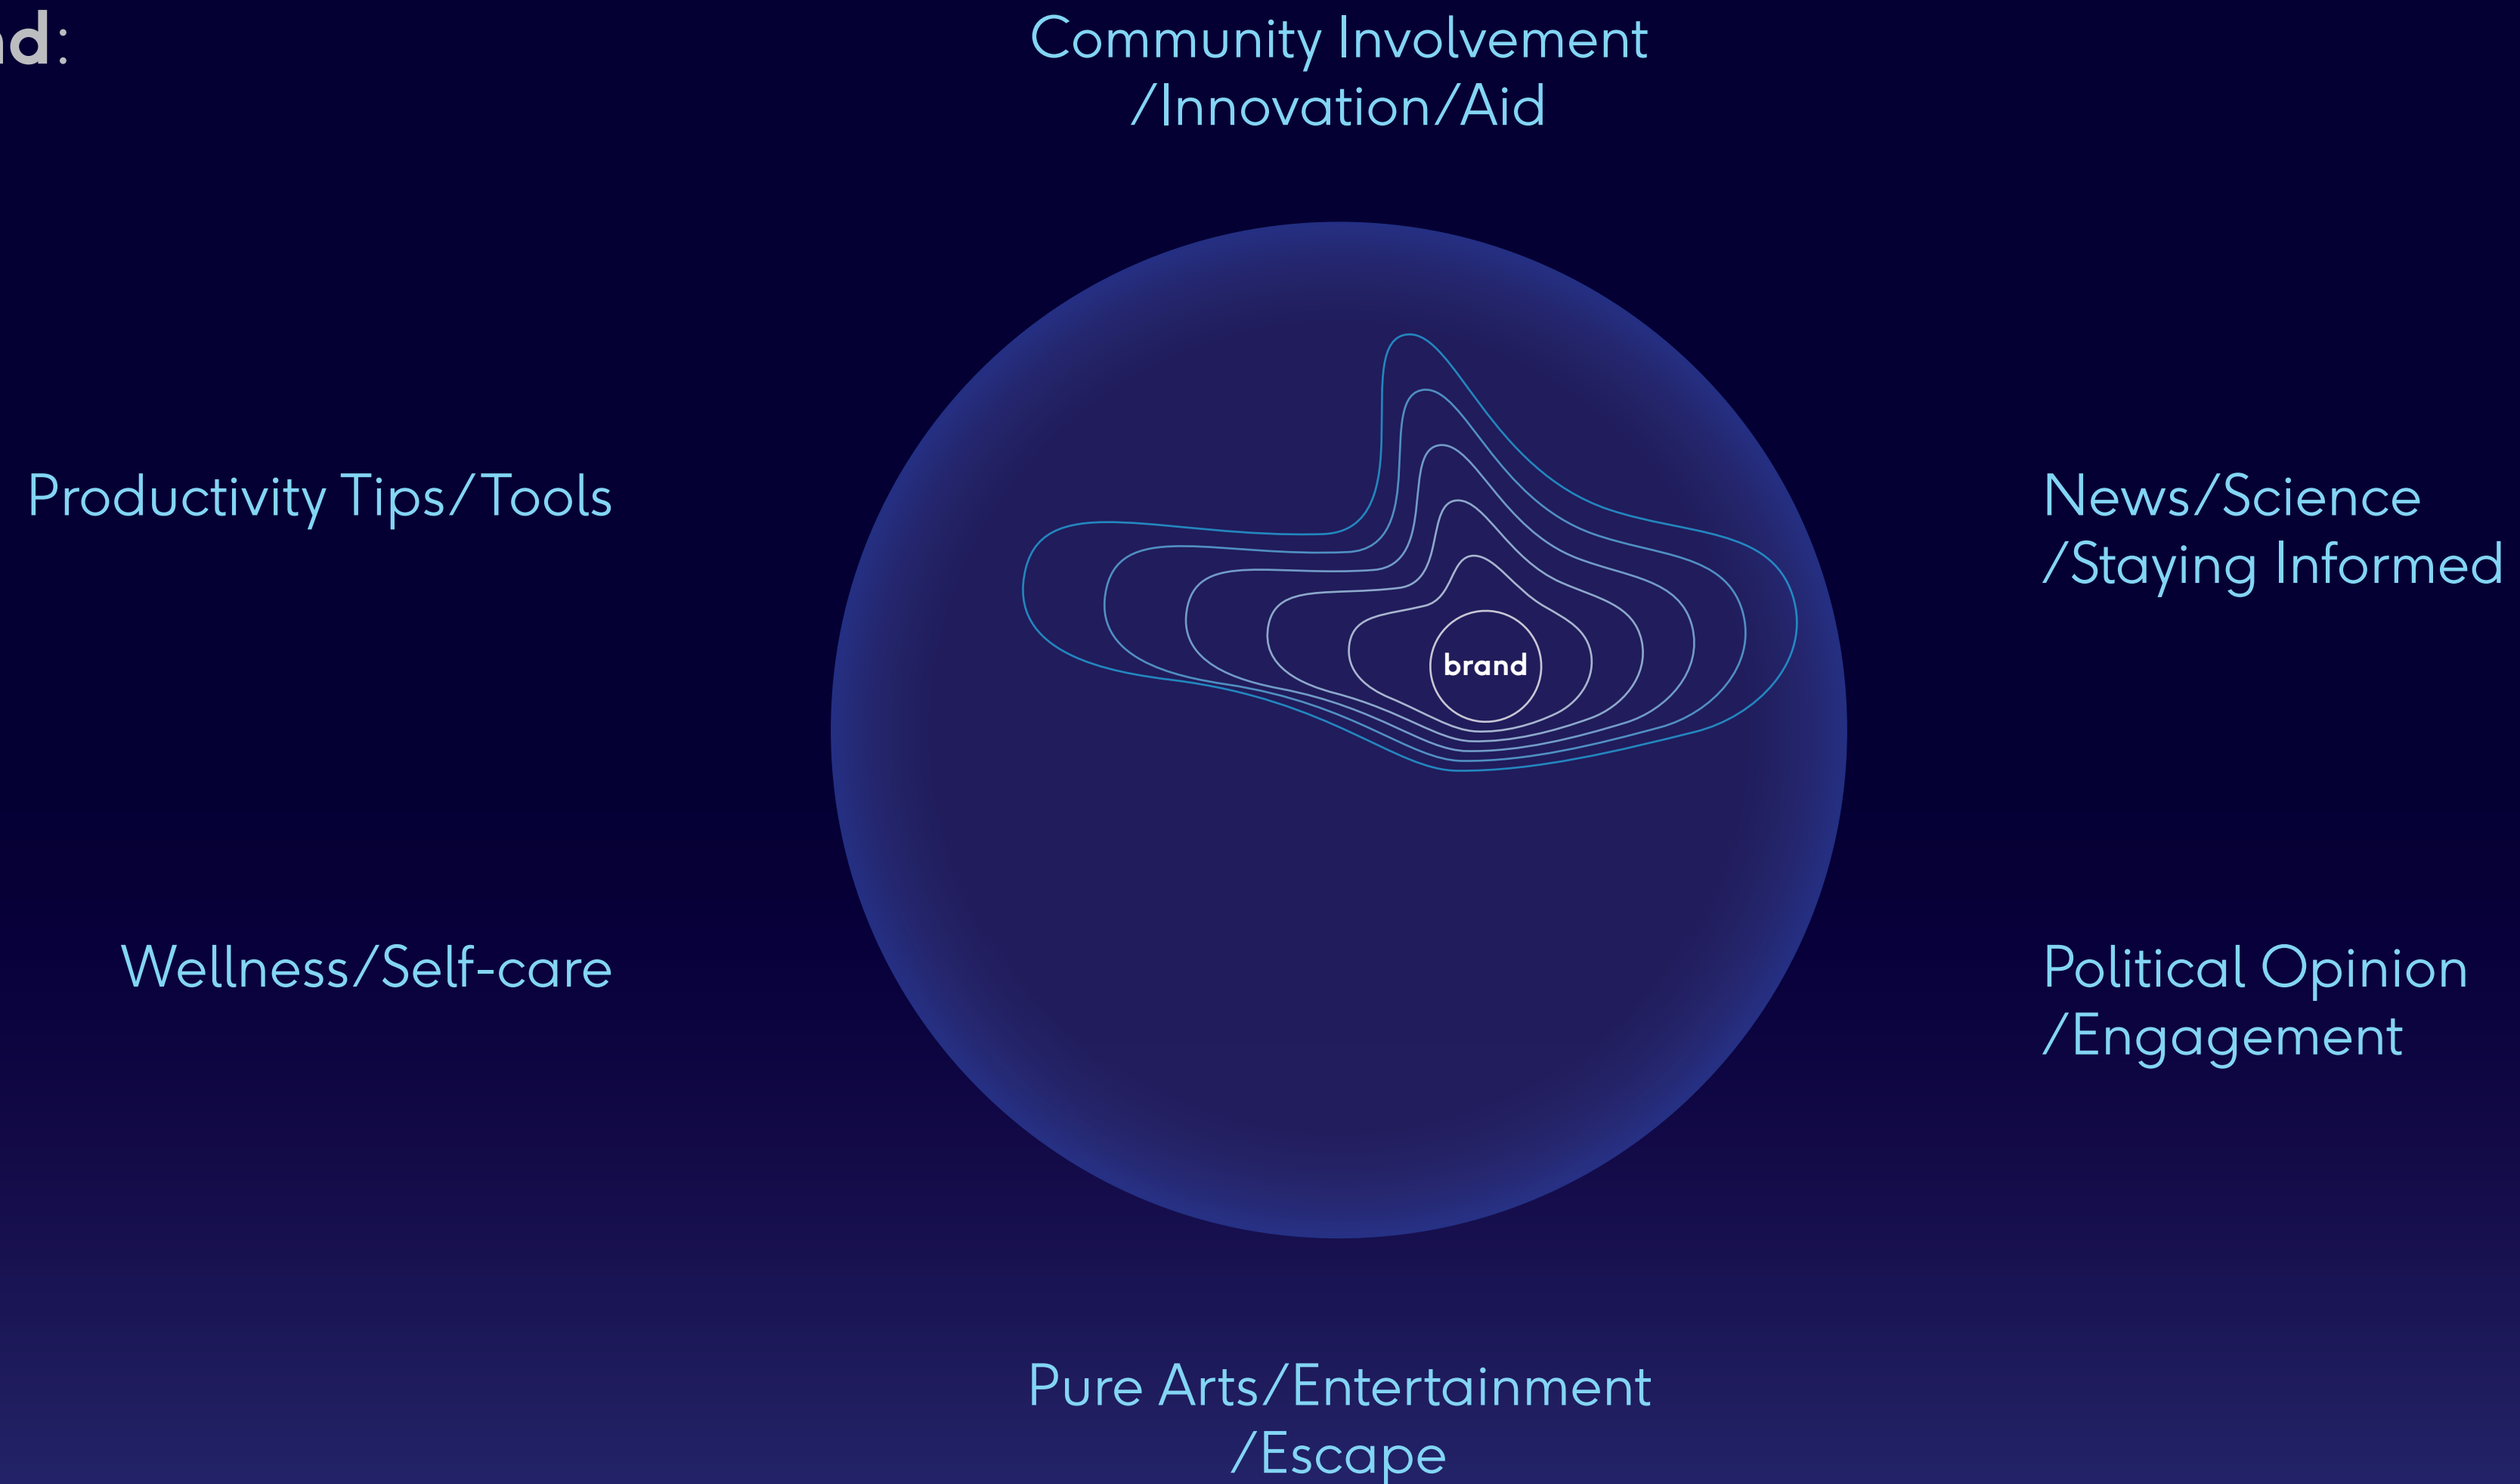 d:
Community Involvement
/Innovation/Aid
Productivity Tips/Tools
News/Science
/Staying Informed
brand
Wellness/Self-care
Political Opinion
/Engagement
Pure Arts/Entertainment
/Escape